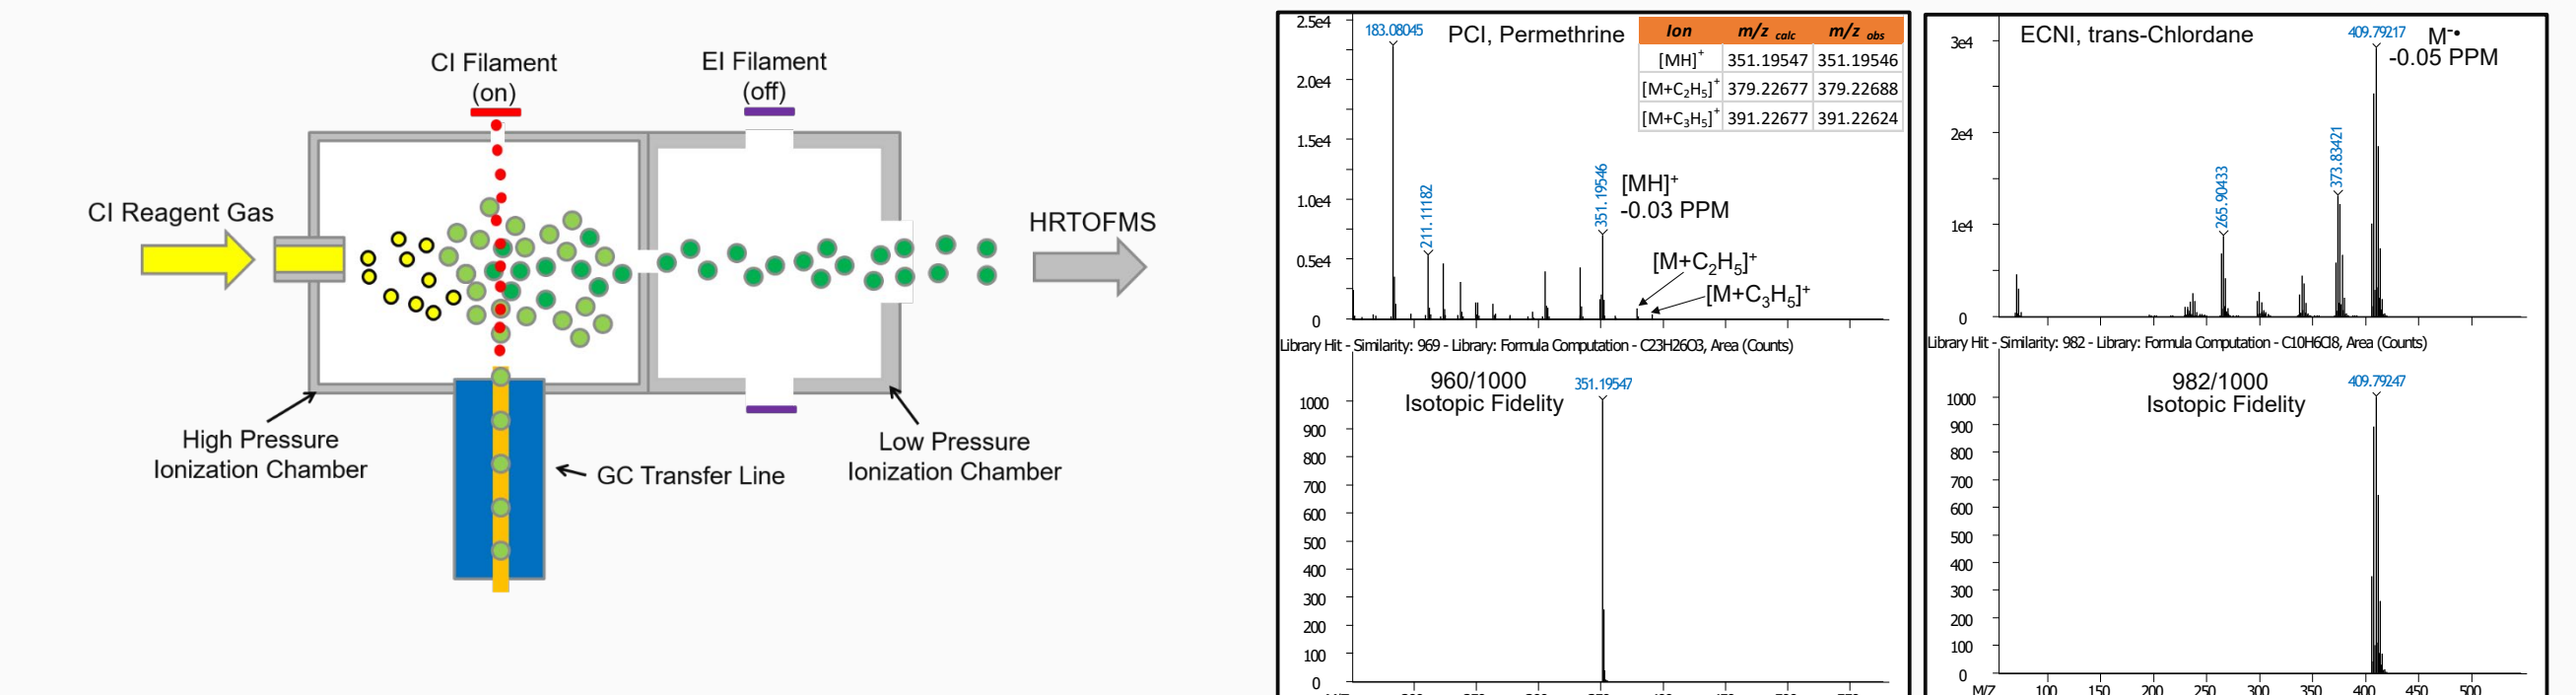 CI Filament
(on)
EI Filament
(off)
CI Reagent Gas
HRTOFMS
High Pressure
Ionization Chamber
GC Transfer Line
Low Pressure
Ionization Chamber
2.5e4
2.0e4
1.5e4
1.0e4
0.5e4
0
183.08045
PCI, Permethrine
Ion m/z calc m/z obs
[MH]+ 351.19547 351.19546
[M+C2H5]+ 379.22677 379.22688
[M+C3H5]+ 391.22677 391.22624
211.11182
351.19546
[MH]+
-0.03 PPM
[M+C2H5]+
[M+C3H5]+
Library Hit - Similarity: 969 - Library: Formula Computation - C23H26O3, Area (Counts)
960/1000
Isotopic Fidelity
351.19547
1000
900
800
700
600
500
400
300
200
100
0
3e4
2e4
1e4
0
ECNI, trans-Chlordane
409.79217
M-•
-0.05 PPM
373.83421
265.90433
Library Hit - Similarity: 982 - Library: Formula Computation - C10H6Cl8, Area (Counts)
982/1000
Isotopic Fidelity
409.79247
1000
900
800
700
600
500
400
300
200
100
0
M/Z 100 150 200 250 300 350 400 450 500